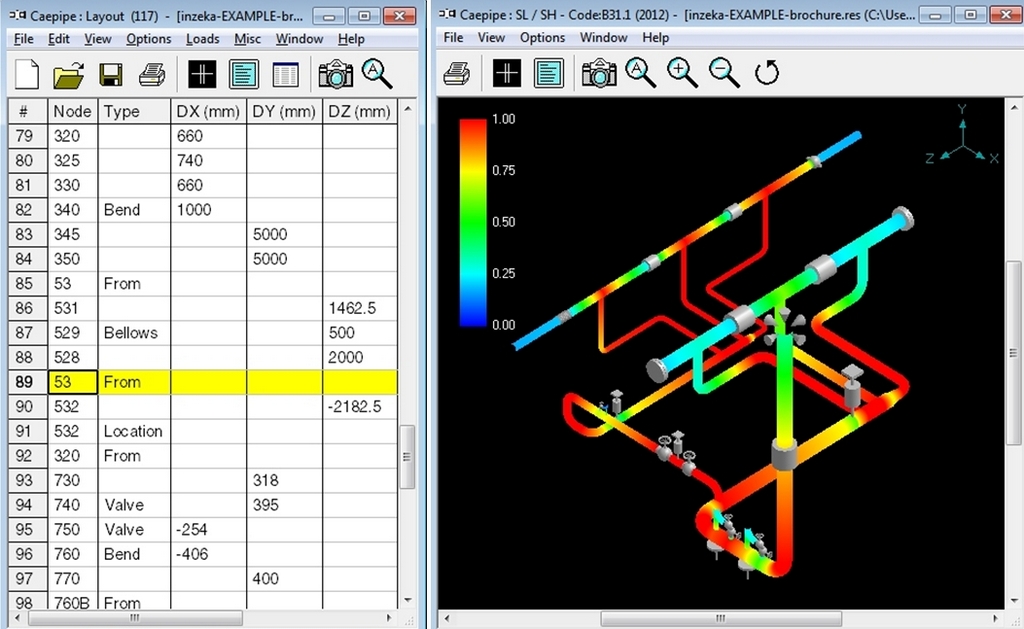 Caepipe : Layout (117) - [inzeka-EXAMPLE-br...
File Edit View Options Loads Misc Window Help
# Node Type DX (mm) DY (mm) DZ (mm)
79 320 660
80 325 740
81 330 660
82 340 Bend 1000
83 345 5000
84 350 5000
85 53 From
86 531 1462.5
87 529 Bellows 500
88 528 2000
89 53 From
90 532 -2182.5
91 532 Location
92 320 From
93 730 318
94 740 Valve 395
95 750 Valve -254
96 760 Bend -406
97 770 400
98 760B From
Caepipe : SL / SH - Code:B31.1 (2012) - [inzeka-EXAMPLE-brochure.res (C:\Use...
File View Options Window Help
1.00
0.75
0.50
0.25
0.00
Y
Z
X